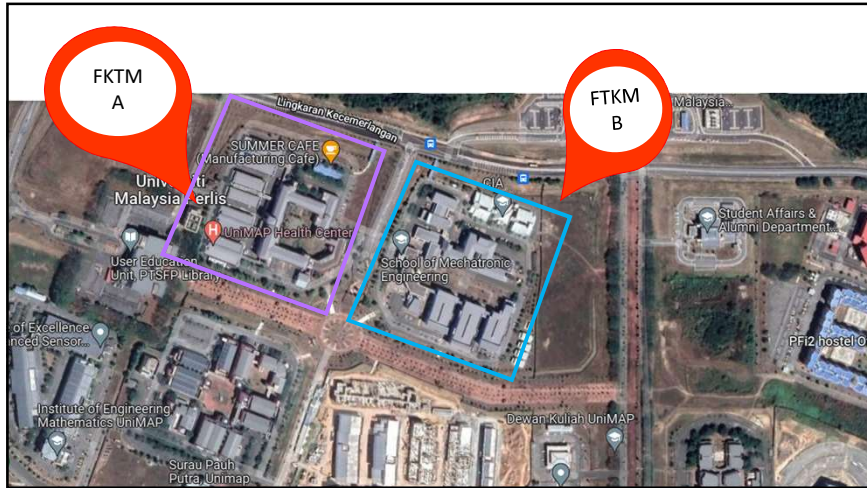 FKTM
A
FTKM
B
Lingkaran Kecemerlangan
Malaysia...
SUMMER CAFE
(Manufacturing Cafe)
CIA
Malaysia Perlis
UniMAP Health Center
H
Student Affairs &
Alumni Department...
User Education
Unit, PTSFP Library
School of Mechatronic
Engineering
of Excellence
anced Sensor...
PFi2 hostel
Institute of Engineering
Mathematics UniMAP
Dewan Kuliah UniMAP
Surau Pauh
Putra, Unimap